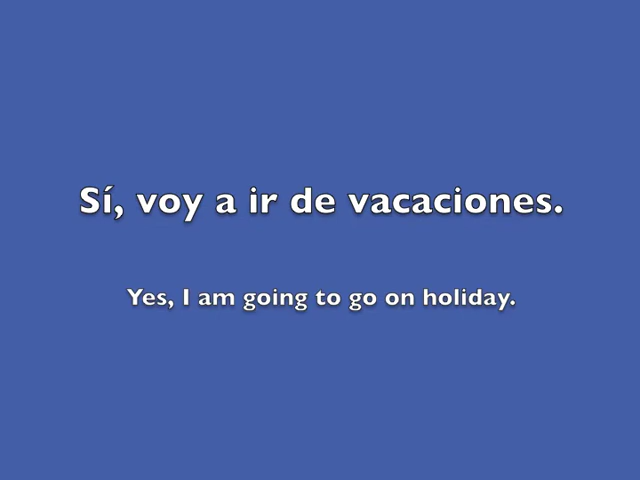 Sí, voy a ir de vacaciones.
Yes, I am going to go on holiday.